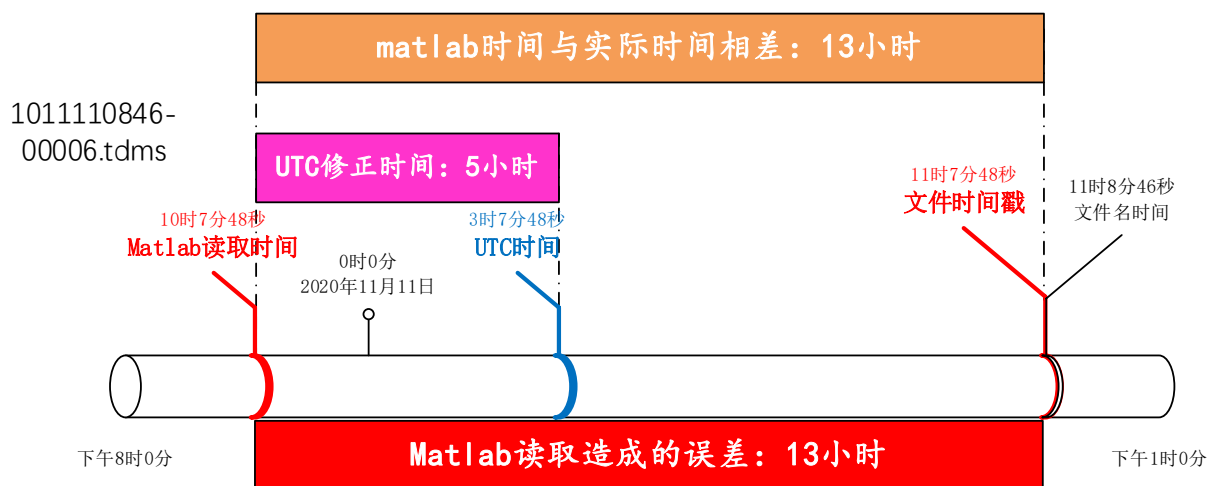 matlab时间与实际时间相差：13小时
1011110846-
00006.tdms
UTC修正时间：5小时
11时7分48秒
文件时间戳
11时8分46秒
文件名时间
10时7分48秒
Matlab读取时间
3时7分48秒
UTC时间
0时0分
2020年11月11日
下午8时0分
Matlab读取造成的误差：13小时
下午1时0分